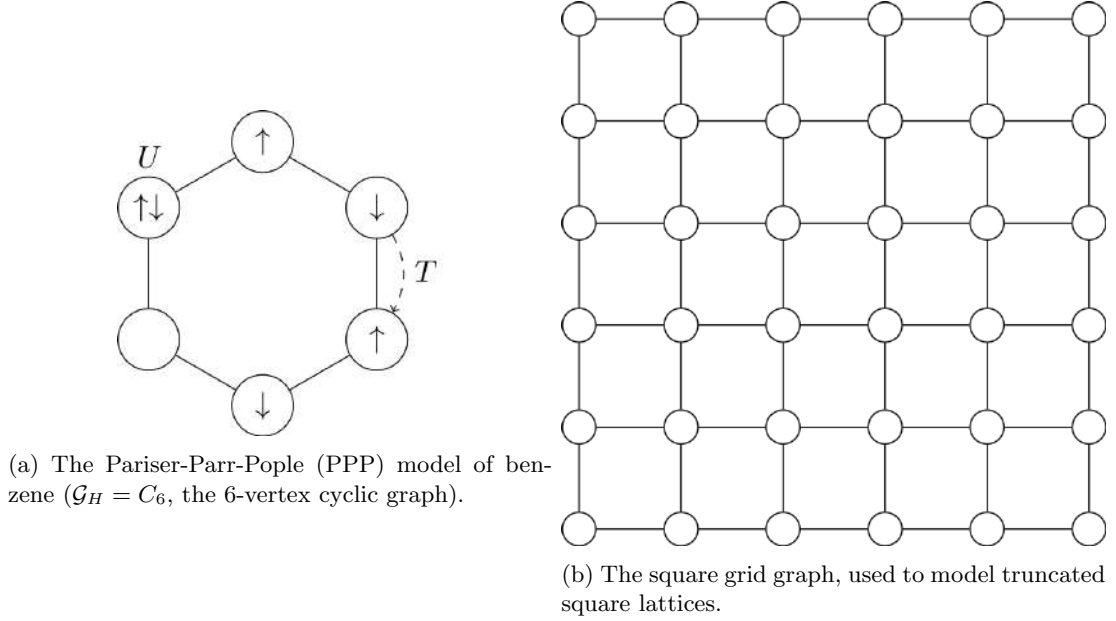 U
↑
↑↓
↓
T
↑
↓
(a) The Pariser-Parr-Pople (PPP) model of ben-
zene (𝒢_H = C_6, the 6-vertex cyclic graph).
(b) The square grid graph, used to model truncated
square lattices.